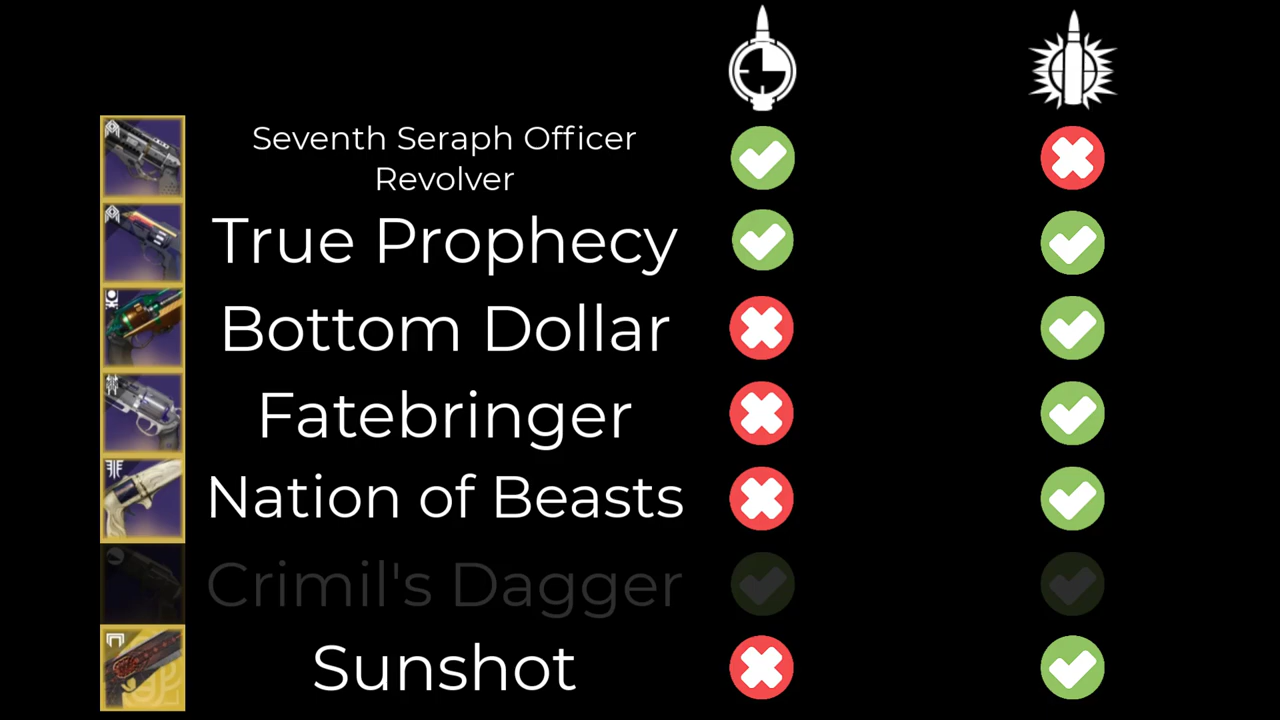 Seventh Seraph Officer
Revolver
True Prophecy
Bottom Dollar
Fatebringer
Nation of Beasts
Crimil's Dagger
Sunshot